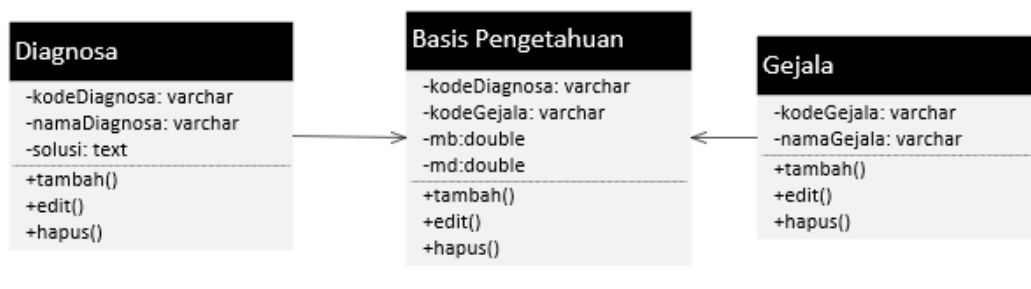 Diagnosa
-kodeDiagnosa: varchar
-namaDiagnosa: varchar
-solusi: text
+tambah()
+edit()
+hapus()
Basis Pengetahuan
-kodeDiagnosa: varchar
-kodeGejala: varchar
-mb:double
-md:double
+tambah()
+edit()
+hapus()
Gejala
-kodeGejala: varchar
-namaGejala: varchar
+tambah()
+edit()
+hapus()